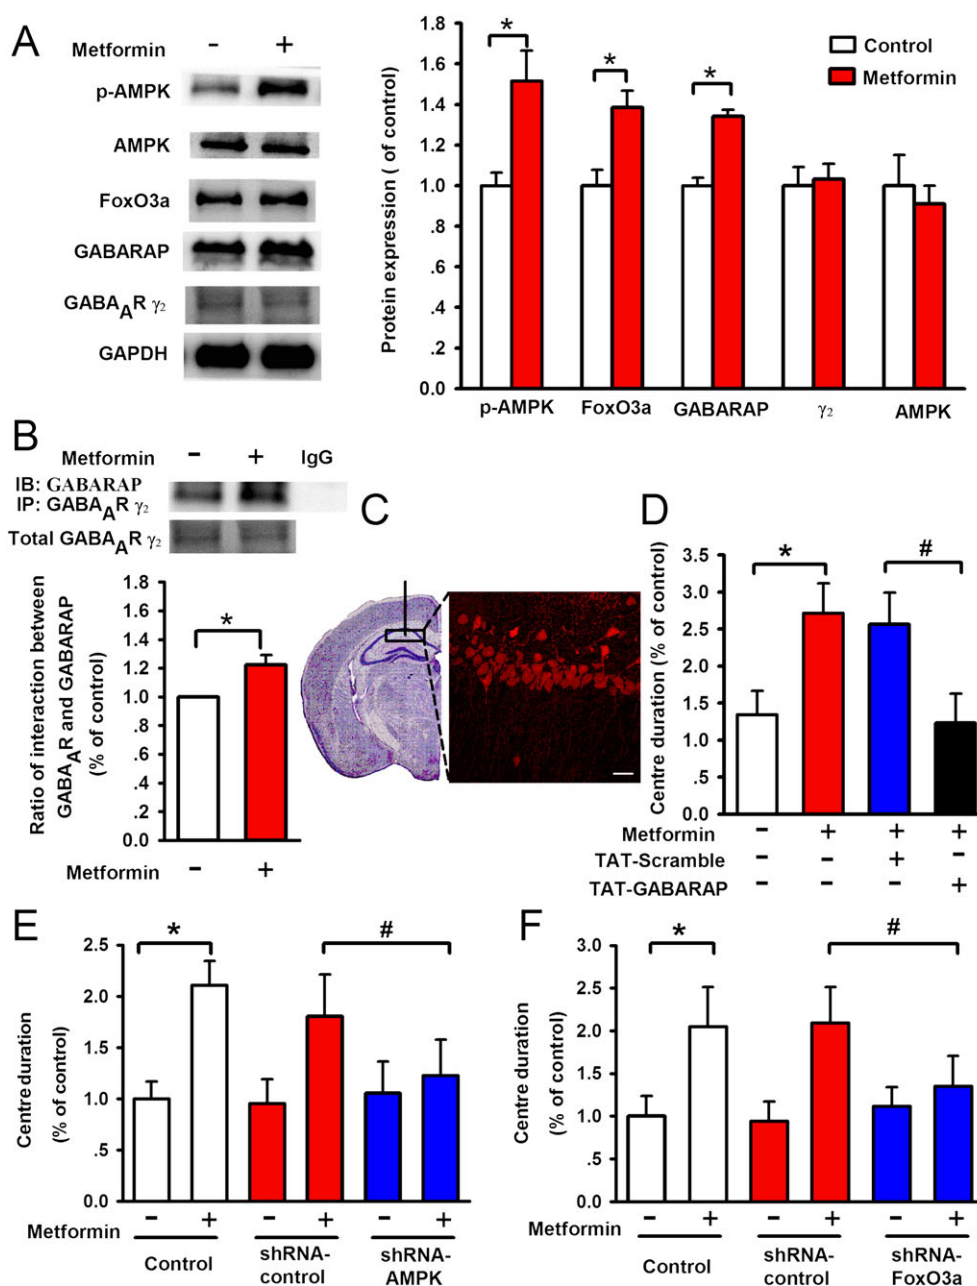 A
Metformin - +
p-AMPK
AMPK
FoxO3a
GABARAP
GABA_AR γ₂
GAPDH
Protein expression ( of control)
1.8
1.6
1.4
1.2
1.0
.8
.6
.4
.2
0.0
* * *
Control
Metformin
p-AMPK FoxO3a GABARAP γ₂ AMPK
B
Metformin - + IgG
IB: GABARAP
IP: GABA_AR γ₂
Total GABA_AR γ₂
Ratio of interaction between
GABA_AR and GABARAP
(% of control)
1.8
1.6
1.4
1.2
1.0
.8
.6
.4
.2
0.0
*
- +
Metformin
C
D
Centre duration (% of control)
3.5
3.0
2.5
2.0
1.5
1.0
.5
0.0
* #
Metformin - + + +
TAT-Scramble - - + -
TAT-GABARAP - - - +
E
Centre duration
(% of control)
2.5
2.0
1.5
1.0
.5
0.0
* #
Metformin - + - + - +
Control shRNA-control shRNA-AMPK
F
Centre duration
(% of control)
3.0
2.5
2.0
1.5
1.0
.5
0.0
* #
Metformin - + - + - +
Control shRNA-control shRNA-FoxO3a